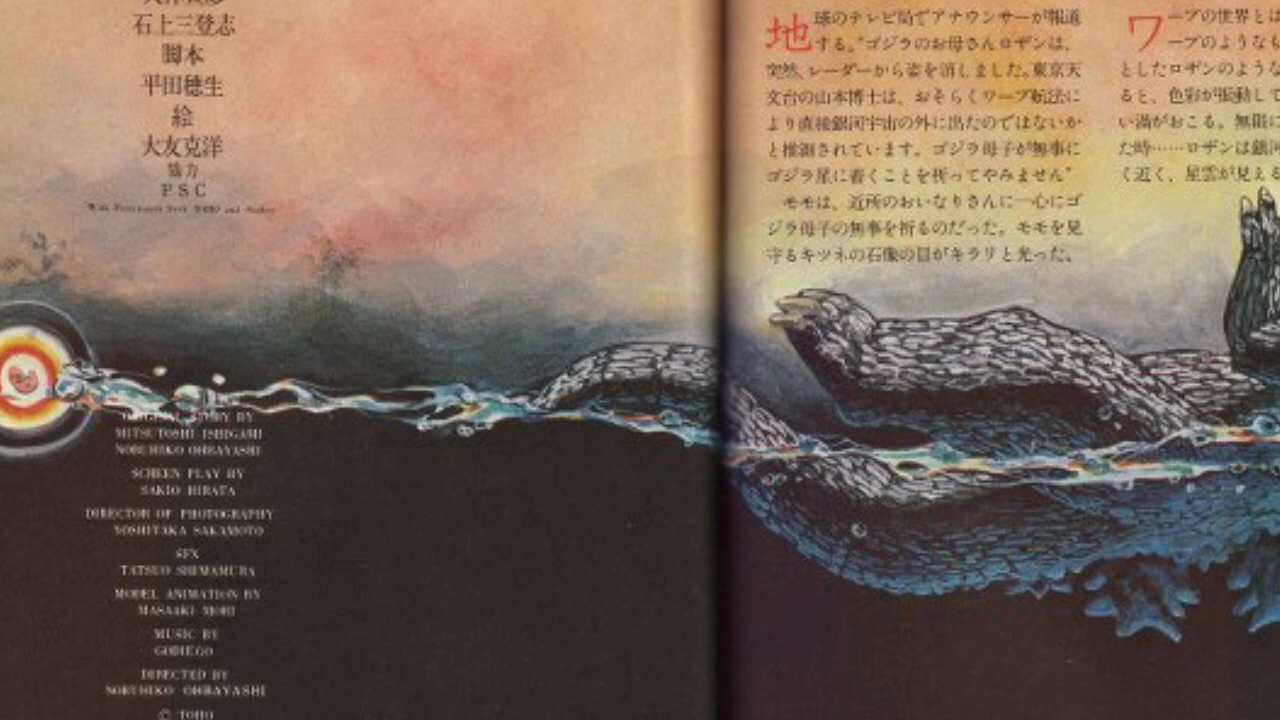 石上三登志
脚本
平田穂生
絵
大友克洋
協力
PSC
STORY BY
MITSUTOSHI ISHIGAMI
NOBUHIKO OHBAYASHI
SCREEN PLAY BY
SAKIO HIRATA
DIRECTOR OF PHOTOGRAPHY
YOSHITAKA SAKAMOTO
SFX
TATSUO SHIMAMURA
MODEL ANIMATION BY
MASAAKI MORI
MUSIC BY
GODIEGO
DIRECTED BY
NOBUHIKO OHBAYASHI
© TOHO
地球のテレビ局でアナウンサーが報道
する。"ゴジラのお母さんロザンは、
突然、レーダーから姿を消しました。東京天
文台の山本博士は、おそらくワープ航法に
より直接銀河宇宙の外に出たのではないか
と推測されています。ゴジラ母子が無事に
ゴジラ星に着くことを祈ってやみません"
モモは、近所のおいなりさんに一心にゴ
ジラ母子の無事を祈るのだった。モモを見
守るキツネの石像の目がキラリと光った。
ワープの世界とは
ープのようなも
としたロザンのような
ると、色彩が振動して
い渦がおこる。無限に
た時……ロザンは銀河
く近く、星雲が見える